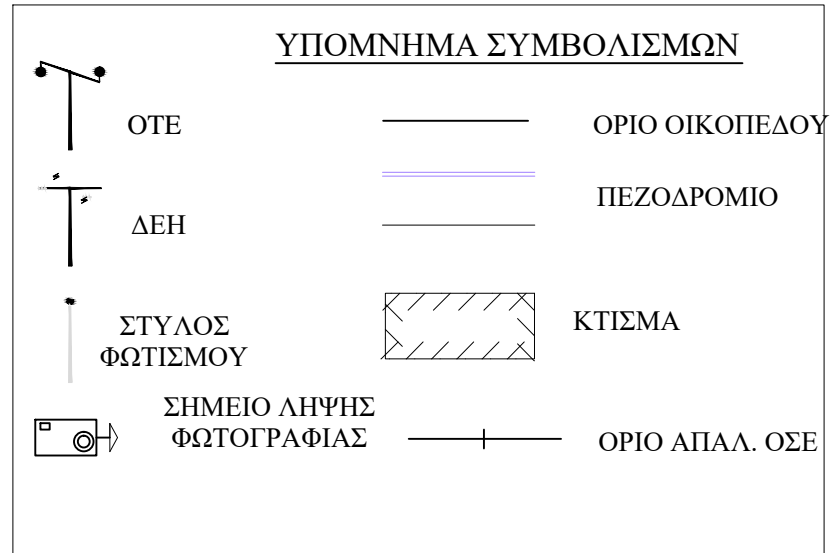 ΥΠΟΜΝΗΜΑ ΣΥΜΒΟΛΙΣΜΩΝ
ΟΤΕ
ΟΡΙΟ ΟΙΚΟΠΕΔΟΥ
ΔΕΗ
ΠΕΖΟΔΡΟΜΙΟ
ΣΤΥΛΟΣ
ΦΩΤΙΣΜΟΥ
ΚΤΙΣΜΑ
ΣΗΜΕΙΟ ΛΗΨΗΣ
ΦΩΤΟΓΡΑΦΙΑΣ
ΟΡΙΟ ΑΠΑΛ. ΟΣΕ